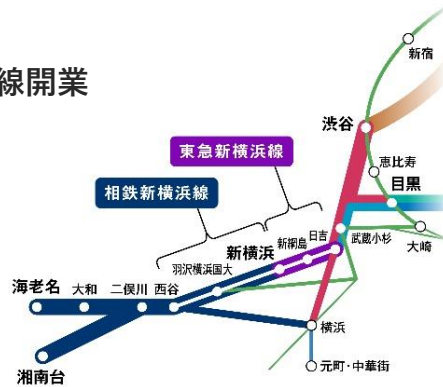 線開業
新宿
渋谷
東急新横浜線
恵比寿
目黒
相鉄新横浜線
日吉
武蔵小杉
大崎
新横浜
新綱島
羽沢横浜国大
海老名
大和
二俣川
西谷
横浜
湘南台
元町・中華街